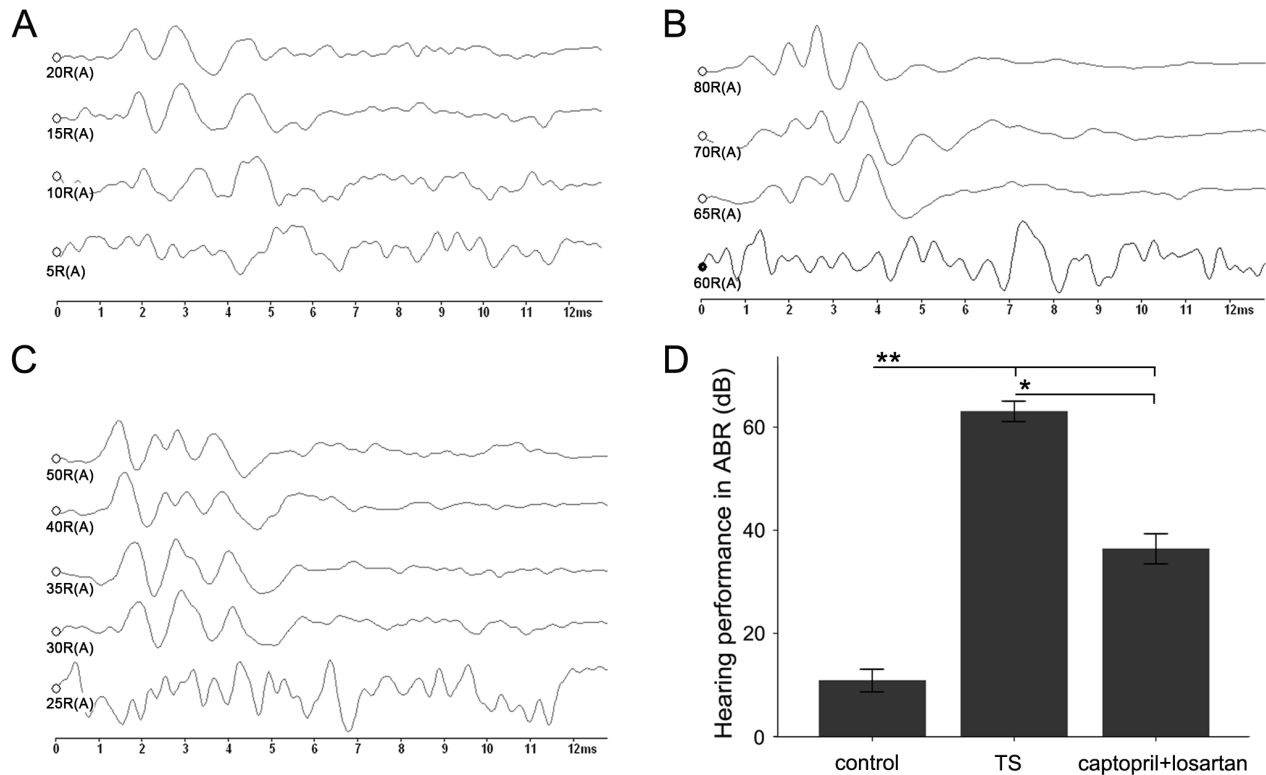 A
20R(A)
15R(A)
10R(A)
5R(A)
0 1 2 3 4 5 6 7 8 9 10 11 12ms
B
80R(A)
70R(A)
65R(A)
60R(A)
0 1 2 3 4 5 6 7 8 9 10 11 12ms
C
50R(A)
40R(A)
35R(A)
30R(A)
25R(A)
0 1 2 3 4 5 6 7 8 9 10 11 12ms
D
Hearing performance in ABR (dB)
**
*
60
40
20
0
control TS captopril+losartan